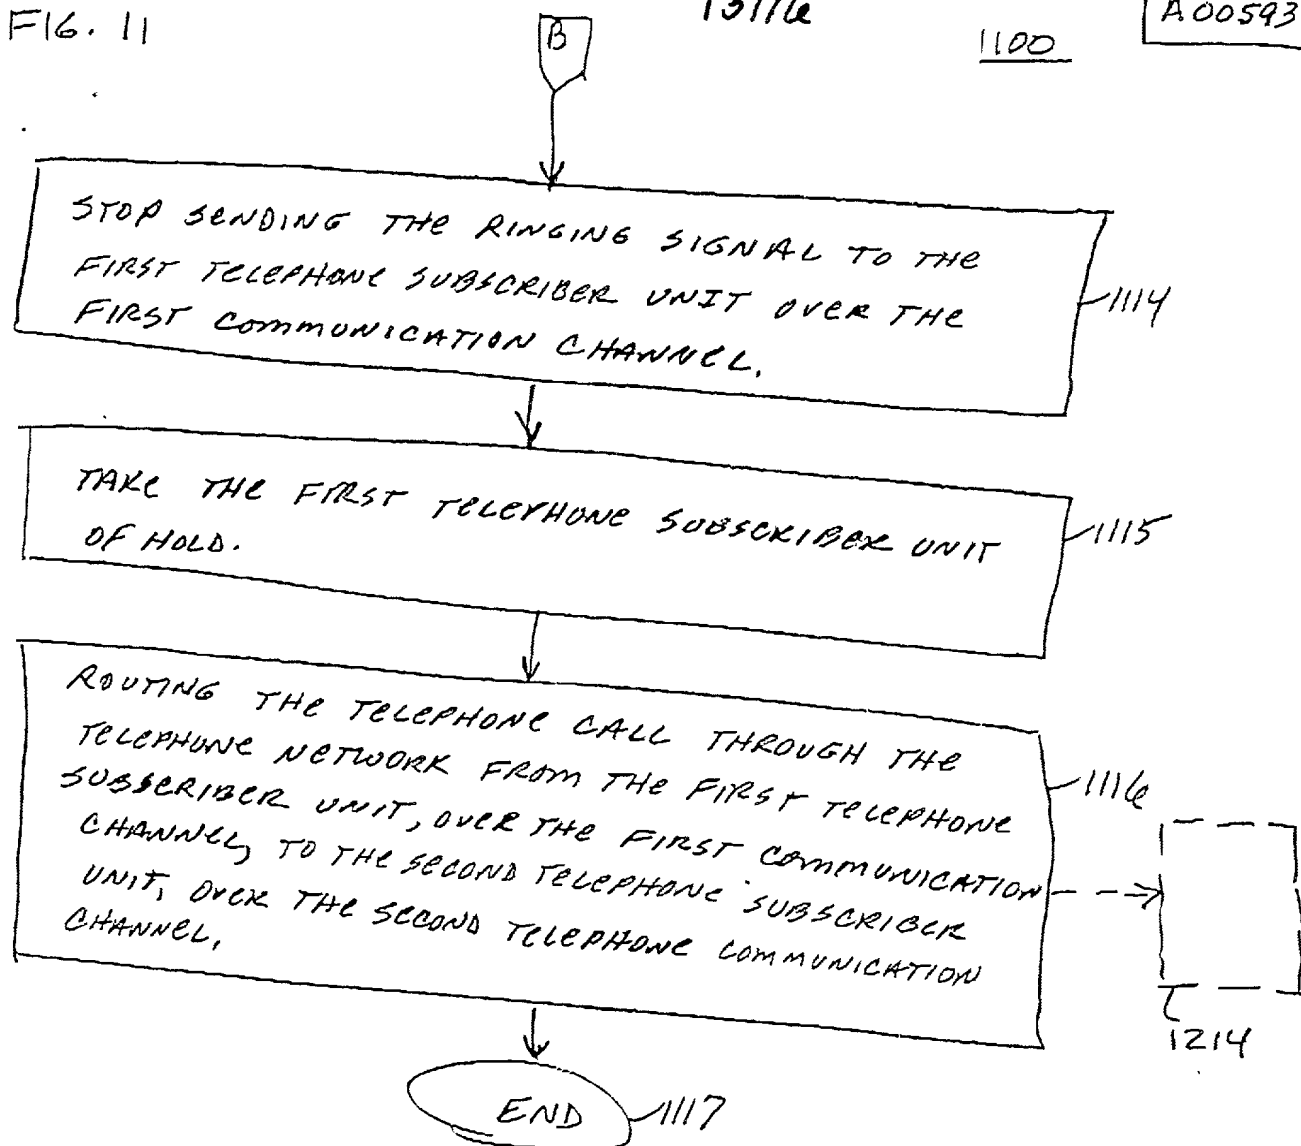 FIG. 11
13/16
1100
A00593
B
STOP SENDING THE RINGING SIGNAL TO THE
FIRST TELEPHONE SUBSCRIBER UNIT OVER THE
FIRST COMMUNICATION CHANNEL.
1114
TAKE THE FIRST TELEPHONE SUBSCRIBER UNIT
OF HOLD.
1115
ROUTING THE TELEPHONE CALL THROUGH THE
TELEPHONE NETWORK FROM THE FIRST TELEPHONE
SUBSCRIBER UNIT, OVER THE FIRST COMMUNICATION
CHANNEL, TO THE SECOND TELEPHONE SUBSCRIBER
UNIT, OVER THE SECOND TELEPHONE COMMUNICATION
CHANNEL.
1116
1214
END
1117